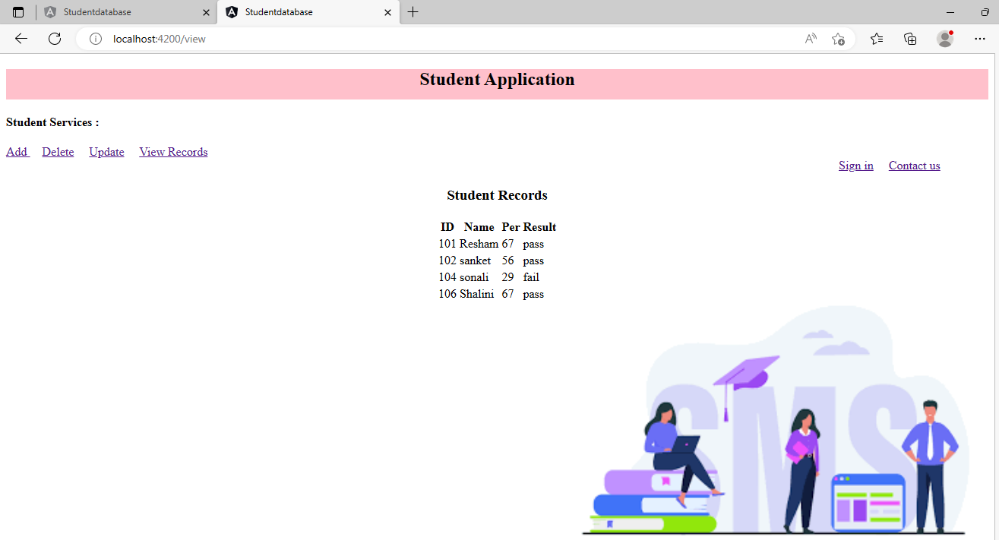 Studentdatabase Studentdatabase
localhost:4200/view
Student Application
Student Services :
Add Delete Update View Records
Sign in Contact us
Student Records
ID Name Per Result
101 Resham 67 pass
102 sanket 56 pass
104 sonali 29 fail
106 Shalini 67 pass
SMS